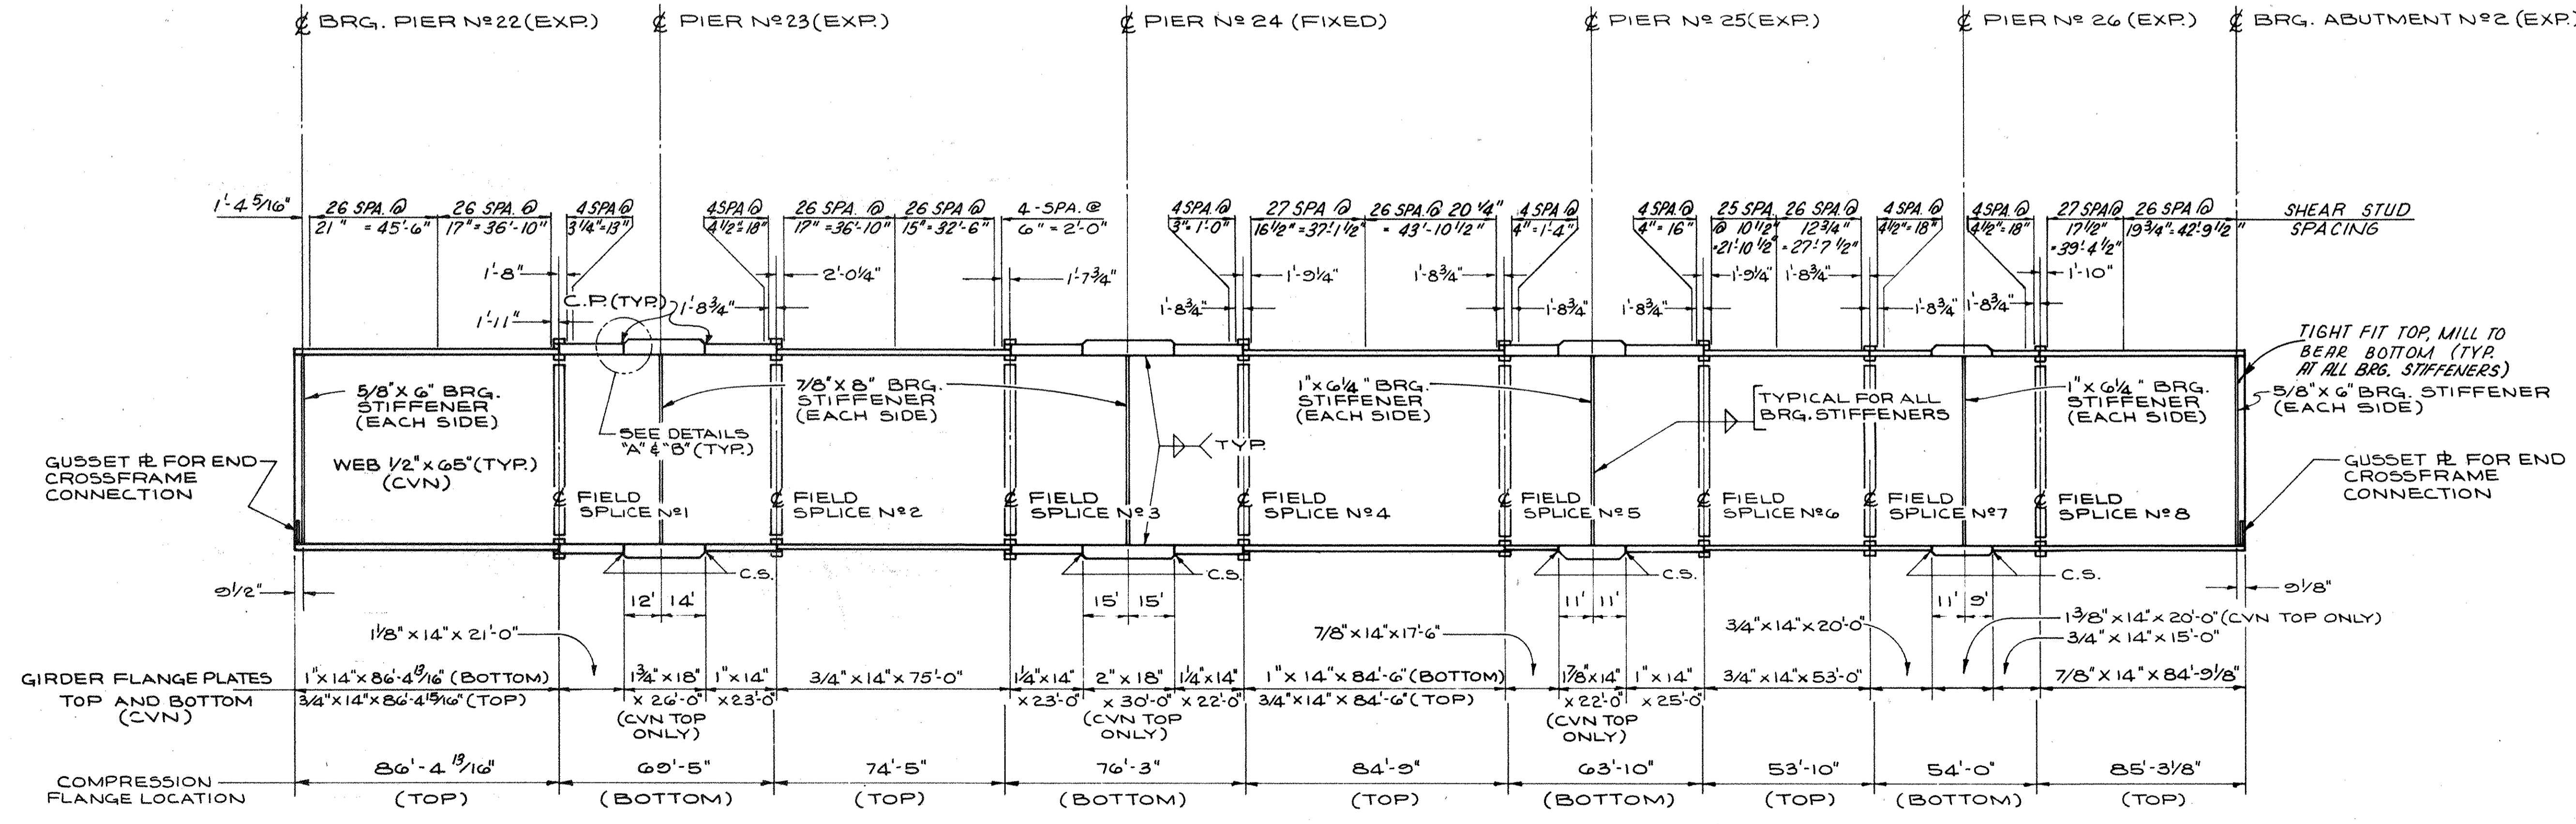 ℄ BRG. PIER Nº 22 (EXP.)
℄ PIER Nº 23 (EXP.)
℄ PIER Nº 24 (FIXED)
℄ PIER Nº 25 (EXP.)
℄ PIER Nº 26 (EXP.)
℄ BRG. ABUTMENT Nº 2 (EXP.)
1'-4 5/16"
26 SPA. @
21" = 45'-6"
26 SPA. @
17" = 36'-10"
4 SPA @
3 1/4" = 13"
4 SPA @
4 1/2" = 18"
26 SPA. @
17" = 36'-10"
26 SPA @
15" = 32'-6"
4 - SPA. @
6" = 2'-0"
4 SPA. @
3" = 1'-0"
27 SPA @
16 1/2" = 37'-1 1/2"
26 SPA. @ 20 1/4"
= 43'-10 1/2"
4 SPA. @
4" = 1'-4"
4 SPA. @
4" = 16"
25 SPA.
@ 10 1/2"
= 21'-10 1/2"
26 SPA. @
12 3/4"
= 27'-7 1/2"
4 SPA. @
4 1/2" = 18"
4 SPA. @
4 1/2" = 18"
27 SPA @
17 1/2"
= 39'-4 1/2"
26 SPA @
19 3/4" = 42'-9 1/2"
SHEAR STUD
SPACING
1'-8"
2'-0 1/4"
1'-7 3/4"
1'-9 1/4"
1'-8 3/4"
1'-9 1/4"
1'-8 3/4"
1'-10"
C.P. (TYP.)
1'-8 3/4"
1'-11"
1'-8 3/4"
1'-8 3/4"
1'-8 3/4"
1'-8 3/4"
1'-8 3/4"
TIGHT FIT TOP, MILL TO
BEAR BOTTOM (TYP.
AT ALL BRG. STIFFENERS)
5/8" X 6" BRG.
STIFFENER
(EACH SIDE)
7/8" X 8" BRG.
STIFFENER
(EACH SIDE)
1" X 6 1/4" BRG.
STIFFENER
(EACH SIDE)
TYPICAL FOR ALL
BRG. STIFFENERS
1" X 6 1/4" BRG.
STIFFENER
(EACH SIDE)
5/8" X 6" BRG. STIFFENER
(EACH SIDE)
SEE DETAILS
"A" & "B" (TYP.)
TYP.
WEB 1/2" X 65" (TYP.)
(CVN)
GUSSET ℄ FOR END
CROSSFRAME
CONNECTION
GUSSET ℄ FOR END
CROSSFRAME
CONNECTION
℄ FIELD
SPLICE Nº 1
℄ FIELD
SPLICE Nº 2
℄ FIELD
SPLICE Nº 3
℄ FIELD
SPLICE Nº 4
℄ FIELD
SPLICE Nº 5
℄ FIELD
SPLICE Nº 6
℄ FIELD
SPLICE Nº 7
℄ FIELD
SPLICE Nº 8
C.S.
C.S.
C.S.
C.S.
9 1/2"
12' 14'
15' 15'
11' 11'
11' 9'
9 1/8"
1 1/8" X 14" X 21'-0"
7/8" X 14" X 17'-6"
3/4" X 14" X 20'-0"
1 3/8" X 14" X 20'-0" (CVN TOP ONLY)
3/4" X 14" X 15'-0"
GIRDER FLANGE PLATES
TOP AND BOTTOM
(CVN)
1" X 14" X 86'-4 13/16" (BOTTOM)
3/4" X 14" X 86'-4 15/16" (TOP)
1 3/4" X 18"
X 26'-0"
(CVN TOP
ONLY)
1" X 14"
X 23'-0"
3/4" X 14" X 75'-0"
1 1/4" X 14"
X 23'-0"
2" X 18"
X 30'-0"
(CVN TOP
ONLY)
1 1/4" X 14"
X 22'-0"
1" X 14" X 84'-6" (BOTTOM)
3/4" X 14" X 84'-6" (TOP)
1 7/8" X 14"
X 22'-0"
(CVN TOP
ONLY)
1" X 14"
X 25'-0"
3/4" X 14" X 53'-0"
7/8" X 14" X 84'-9 1/8"
COMPRESSION
FLANGE LOCATION
86'-4 13/16"
(TOP)
69'-5"
(BOTTOM)
74'-5"
(TOP)
76'-3"
(BOTTOM)
84'-9"
(TOP)
63'-10"
(BOTTOM)
53'-10"
(TOP)
54'-0"
(BOTTOM)
85'-3 1/8"
(TOP)